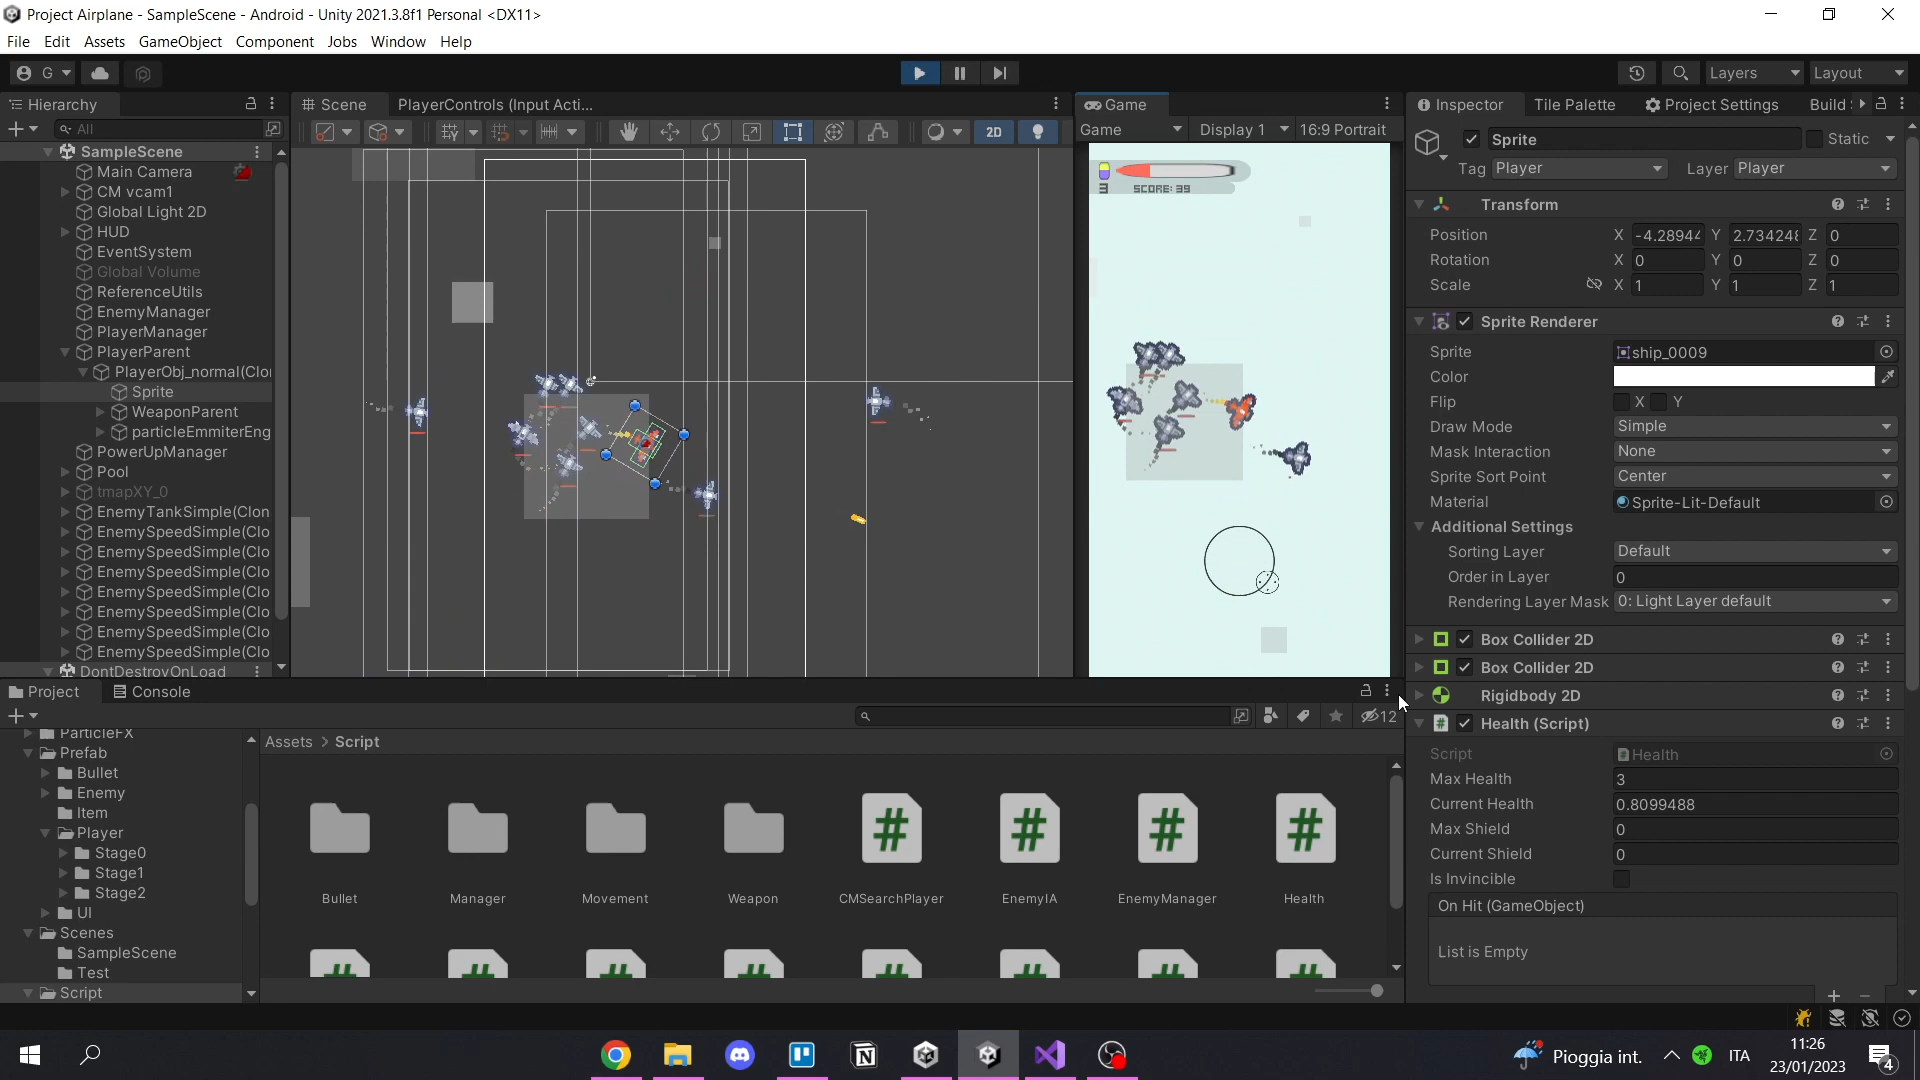 Project Airplane - SampleScene - Android - Unity 2021.3.8f1 Personal <DX11>
File Edit Assets GameObject Component Jobs Window Help
G
Layers
Layout
Hierarchy
All
SampleScene
Main Camera
CM vcam1
Global Light 2D
HUD
EventSystem
Global Volume
ReferenceUtils
EnemyManager
PlayerManager
PlayerParent
PlayerObj_normal(Clo
Sprite
WeaponParent
particleEmmiterEng
PowerUpManager
Pool
tmapXY_0
EnemyTankSimple(Clon
EnemySpeedSimple(Clo
EnemySpeedSimple(Clo
EnemySpeedSimple(Clo
EnemySpeedSimple(Clo
EnemySpeedSimple(Clo
EnemySpeedSimple(Clo
EnemySpeedSimple(Clo
DontDestroyOnLoad
Scene
PlayerControls (Input Acti...
2D
Game
Game
Display 1
16:9 Portrait
3
SCORE: 39
Inspector
Tile Palette
Project Settings
Build
Sprite
Static
Tag Player
Layer Player
Transform
Position X -4.28944 Y 2.734248 Z 0
Rotation X 0 Y 0 Z 0
Scale X 1 Y 1 Z 1
Sprite Renderer
Sprite ship_0009
Color
Flip X Y
Draw Mode Simple
Mask Interaction None
Sprite Sort Point Center
Material Sprite-Lit-Default
Additional Settings
Sorting Layer Default
Order in Layer 0
Rendering Layer Mask 0: Light Layer default
Box Collider 2D
Box Collider 2D
Rigidbody 2D
Health (Script)
Script Health
Max Health 3
Current Health 0.8099488
Max Shield 0
Current Shield 0
Is Invincible
On Hit (GameObject)
List is Empty
Project
Console
12
ParticleFX
Prefab
Bullet
Enemy
Item
Player
Stage0
Stage1
Stage2
UI
Scenes
SampleScene
Test
Script
Assets > Script
Bullet
Manager
Movement
Weapon
CMSearchPlayer
EnemyIA
EnemyManager
Health
Pioggia int.
ITA
11:26
23/01/2023
4